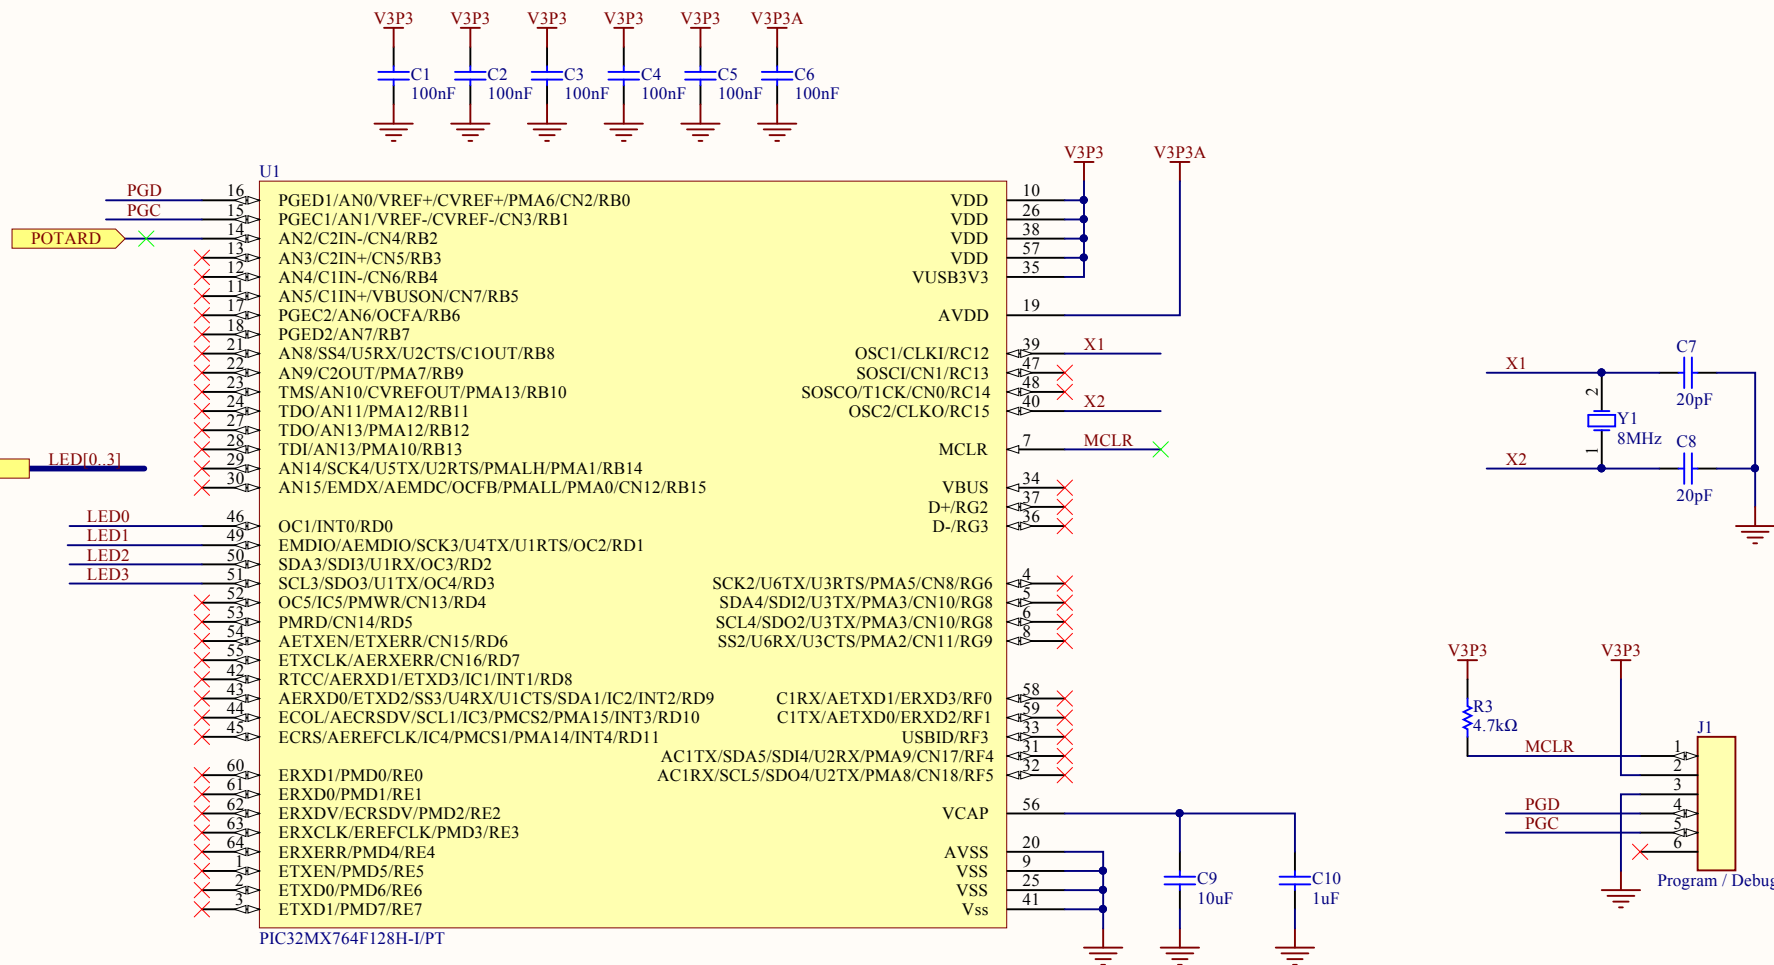 V3P3 V3P3 V3P3 V3P3 V3P3 V3P3A
C1 C2 C3 C4 C5 C6
100nF 100nF 100nF 100nF 100nF 100nF
V3P3 V3P3A
U1
PGD 16 PGED1/AN0/VREF+/CVREF+/PMA6/CN2/RB0 VDD 10
PGC 15 PGEC1/AN1/VREF-/CVREF-/CN3/RB1 VDD 26
POTARD 14 AN2/C2IN-/CN4/RB2 VDD 38
13 AN3/C2IN+/CN5/RB3 VDD 57
12 AN4/C1IN-/CN6/RB4 VUSB3V3 35
11 AN5/C1IN+/VBUSON/CN7/RB5
17 PGEC2/AN6/OCFA/RB6 AVDD 19
18 PGED2/AN7/RB7
21 AN8/SS4/U5RX/U2CTS/C1OUT/RB8 OSC1/CLKI/RC12 39 X1
22 AN9/C2OUT/PMA7/RB9 SOSCI/CN1/RC13 47
23 TMS/AN10/CVREFOUT/PMA13/RB10 SOSCO/T1CK/CN0/RC14 48
24 TDO/AN11/PMA12/RB11 OSC2/CLKO/RC15 40 X2
27 TDO/AN13/PMA12/RB12
28 TDI/AN13/PMA10/RB13 MCLR 7 MCLR
LED[0..3] 29 AN14/SCK4/U5TX/U2RTS/PMALH/PMA1/RB14
30 AN15/EMDX/AEMDC/OCFB/PMALL/PMA0/CN12/RB15 VBUS 34
D+/RG2 37
LED0 46 OC1/INT0/RD0 D-/RG3 36
LED1 49 EMDIO/AEMDIO/SCK3/U4TX/U1RTS/OC2/RD1
LED2 50 SDA3/SDI3/U1RX/OC3/RD2
LED3 51 SCL3/SDO3/U1TX/OC4/RD3 SCK2/U6TX/U3RTS/PMA5/CN8/RG6 4
52 OC5/IC5/PMWR/CN13/RD4 SDA4/SDI2/U3TX/PMA3/CN10/RG8 5
53 PMRD/CN14/RD5 SCL4/SDO2/U3TX/PMA3/CN10/RG8 6
54 AETXEN/ETXERR/CN15/RD6 SS2/U6RX/U3CTS/PMA2/CN11/RG9 8
55 ETXCLK/AERXERR/CN16/RD7
42 RTCC/AERXD1/ETXD3/IC1/INT1/RD8
43 AERXD0/ETXD2/SS3/U4RX/U1CTS/SDA1/IC2/INT2/RD9 C1RX/AETXD1/ERXD3/RF0 58
44 ECOL/AECRSDV/SCL1/IC3/PMCS2/PMA15/INT3/RD10 C1TX/AETXD0/ERXD2/RF1 59
45 ECRS/AEREFCLK/IC4/PMCS1/PMA14/INT4/RD11 USBID/RF3 33
AC1TX/SDA5/SDI4/U2RX/PMA9/CN17/RF4 31
60 ERXD1/PMD0/RE0 AC1RX/SCL5/SDO4/U2TX/PMA8/CN18/RF5 32
61 ERXD0/PMD1/RE1
62 ERXDV/ECRSDV/PMD2/RE2 VCAP 56
63 ERXCLK/EREFCLK/PMD3/RE3
64 ERXERR/PMD4/RE4 AVSS 20
1 ETXEN/PMD5/RE5 VSS 9
2 ETXD0/PMD6/RE6 VSS 25
3 ETXD1/PMD7/RE7 Vss 41
PIC32MX764F128H-I/PT
C9 C10
10uF 1uF
C7
X1
20pF
2
Y1
8MHz
1
C8
X2
20pF
V3P3 V3P3
R3
4.7kΩ
J1
MCLR 1
2
3
PGD 4
PGC 5
6
Program / Debug